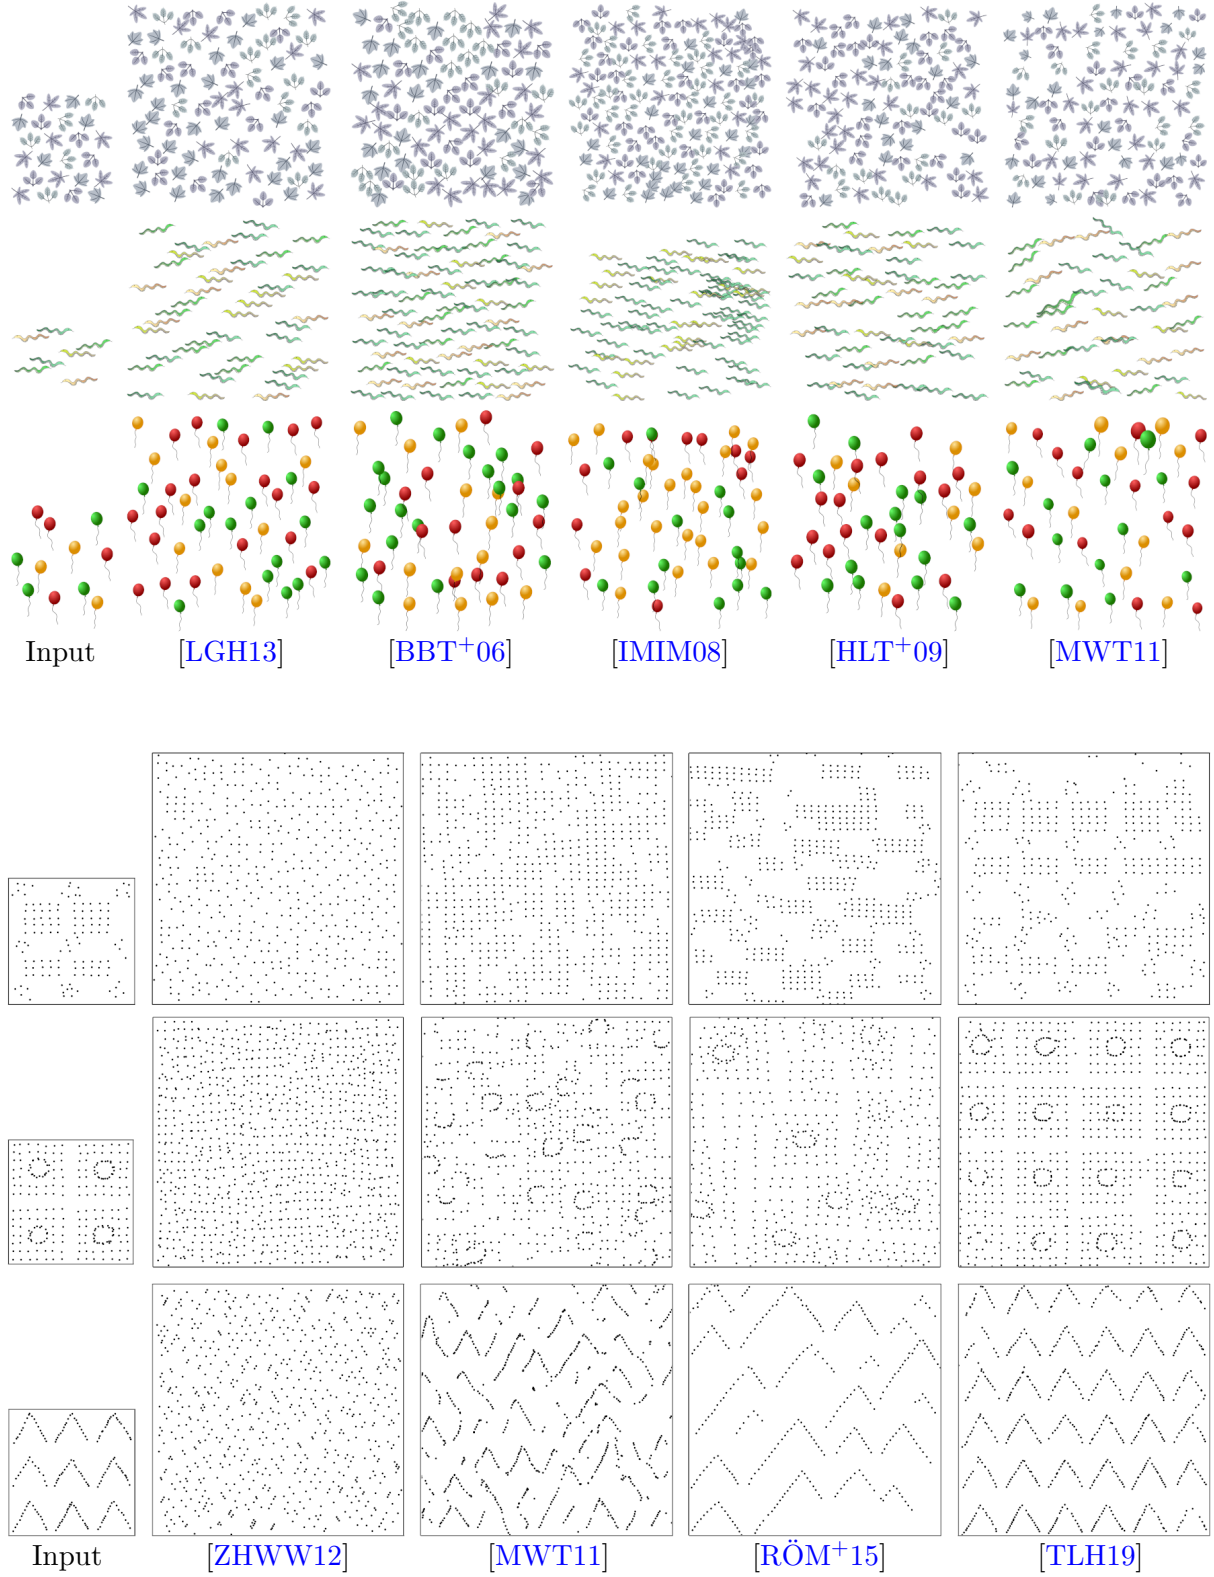 Input [LGH13] [BBT+06] [IMIM08] [HLT+09] [MWT11]
Input [ZHWW12] [MWT11] [RÖM+15] [TLH19]